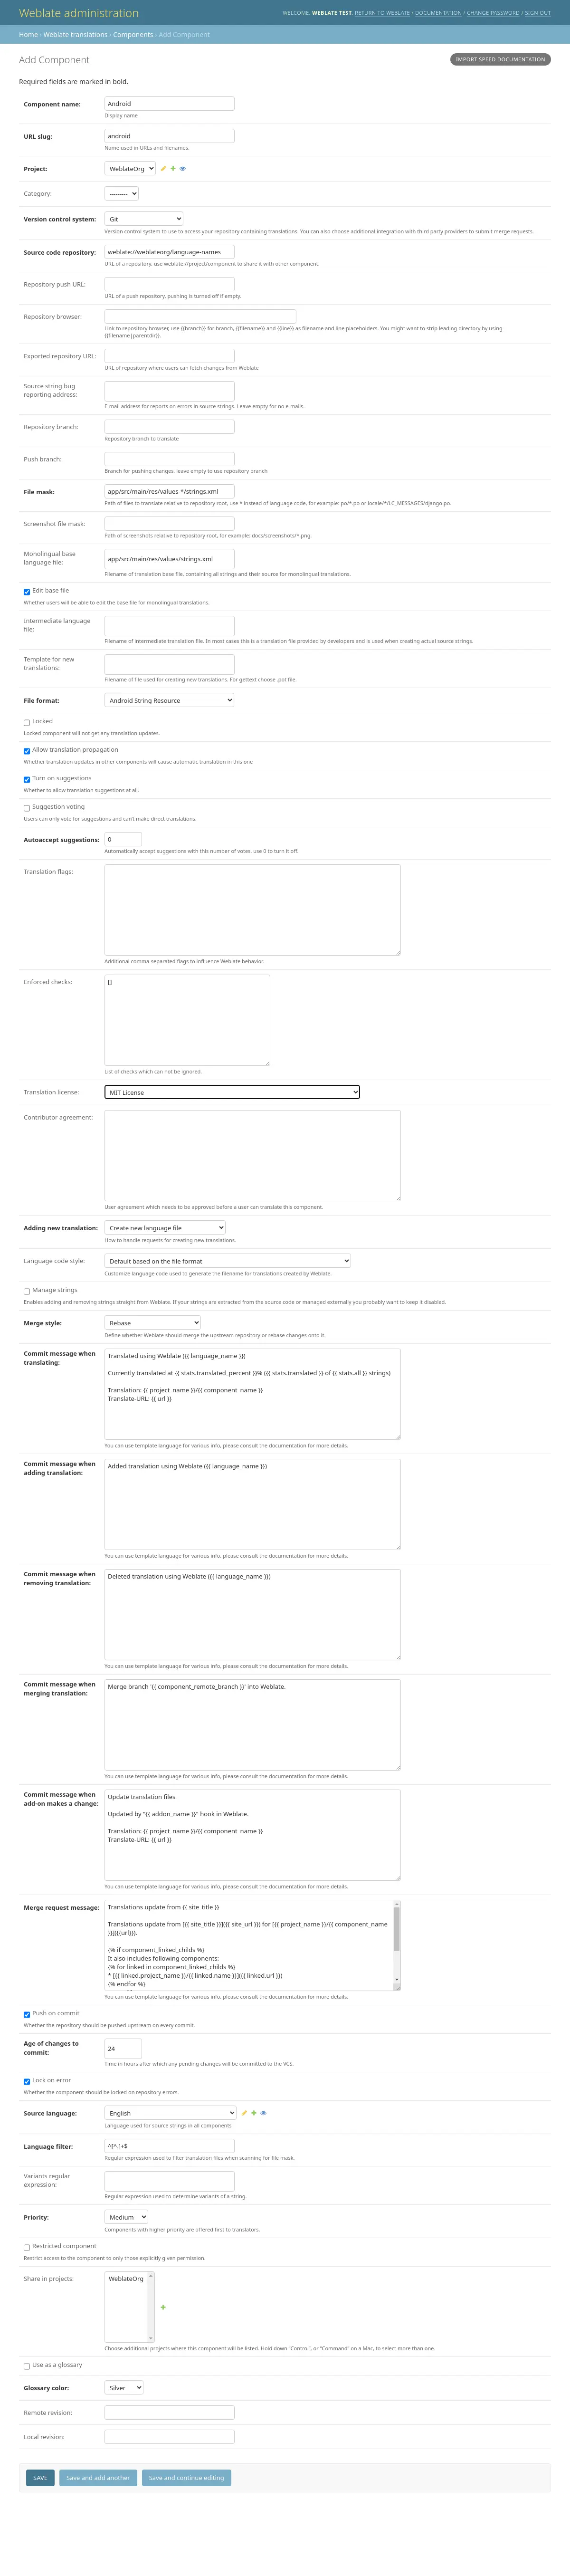 Weblate administration
WELCOME, WEBLATE TEST. RETURN TO WEBLATE / DOCUMENTATION / CHANGE PASSWORD / SIGN OUT
Home › Weblate translations › Components › Add Component
Add Component
IMPORT SPEED DOCUMENTATION
Required fields are marked in bold.
Component name:
Android
Display name
URL slug:
android
Name used in URLs and filenames.
Project:
WeblateOrg
Category:
---------
Version control system:
Git
Version control system to use to access your repository containing translations. You can also choose additional integration with third party providers to submit merge requests.
Source code repository:
weblate://weblateorg/language-names
URL of a repository, use weblate://project/component to share it with other component.
Repository push URL:
URL of a push repository, pushing is turned off if empty.
Repository browser:
Link to repository browser, use {{branch}} for branch, {{filename}} and {{line}} as filename and line placeholders. You might want to strip leading directory by using
{{filename|parentdir}}.
Exported repository URL:
URL of repository where users can fetch changes from Weblate
Source string bug
reporting address:
E-mail address for reports on errors in source strings. Leave empty for no e-mails.
Repository branch:
Repository branch to translate
Push branch:
Branch for pushing changes, leave empty to use repository branch
File mask:
app/src/main/res/values-*/strings.xml
Path of files to translate relative to repository root, use * instead of language code, for example: po/*.po or locale/*/LC_MESSAGES/django.po.
Screenshot file mask:
Path of screenshots relative to repository root, for example: docs/screenshots/*.png.
Monolingual base
language file:
app/src/main/res/values/strings.xml
Filename of translation base file, containing all strings and their source for monolingual translations.
Edit base file
Whether users will be able to edit the base file for monolingual translations.
Intermediate language
file:
Filename of intermediate translation file. In most cases this is a translation file provided by developers and is used when creating actual source strings.
Template for new
translations:
Filename of file used for creating new translations. For gettext choose .pot file.
File format:
Android String Resource
Locked
Locked component will not get any translation updates.
Allow translation propagation
Whether translation updates in other components will cause automatic translation in this one
Turn on suggestions
Whether to allow translation suggestions at all.
Suggestion voting
Users can only vote for suggestions and can't make direct translations.
Autoaccept suggestions:
0
Automatically accept suggestions with this number of votes, use 0 to turn it off.
Translation flags:
Additional comma-separated flags to influence Weblate behavior.
Enforced checks:
[]
List of checks which can not be ignored.
Translation license:
MIT License
Contributor agreement:
User agreement which needs to be approved before a user can translate this component.
Adding new translation:
Create new language file
How to handle requests for creating new translations.
Language code style:
Default based on the file format
Customize language code used to generate the filename for translations created by Weblate.
Manage strings
Enables adding and removing strings straight from Weblate. If your strings are extracted from the source code or managed externally you probably want to keep it disabled.
Merge style:
Rebase
Define whether Weblate should merge the upstream repository or rebase changes onto it.
Commit message when
translating:
Translated using Weblate ({{ language_name }})
Currently translated at {{ stats.translated_percent }}% ({{ stats.translated }} of {{ stats.all }} strings)
Translation: {{ project_name }}/{{ component_name }}
Translate-URL: {{ url }}
You can use template language for various info, please consult the documentation for more details.
Commit message when
adding translation:
Added translation using Weblate ({{ language_name }})
You can use template language for various info, please consult the documentation for more details.
Commit message when
removing translation:
Deleted translation using Weblate ({{ language_name }})
You can use template language for various info, please consult the documentation for more details.
Commit message when
merging translation:
Merge branch '{{ component_remote_branch }}' into Weblate.
You can use template language for various info, please consult the documentation for more details.
Commit message when
add-on makes a change:
Update translation files
Updated by "{{ addon_name }}" hook in Weblate.
Translation: {{ project_name }}/{{ component_name }}
Translate-URL: {{ url }}
You can use template language for various info, please consult the documentation for more details.
Merge request message:
Translations update from {{ site_title }}
Translations update from [{{ site_title }}]({{ site_url }}) for [{{ project_name }}/{{ component_name
}}]({{url}}).
{% if component_linked_childs %}
It also includes following components:
{% for linked in component_linked_childs %}
* [{{ linked.project_name }}/{{ linked.name }}]({{ linked.url }})
{% endfor %}
You can use template language for various info, please consult the documentation for more details.
Push on commit
Whether the repository should be pushed upstream on every commit.
Age of changes to
commit:
24
Time in hours after which any pending changes will be committed to the VCS.
Lock on error
Whether the component should be locked on repository errors.
Source language:
English
Language used for source strings in all components
Language filter:
^[^.]+$
Regular expression used to filter translation files when scanning for file mask.
Variants regular
expression:
Regular expression used to determine variants of a string.
Priority:
Medium
Components with higher priority are offered first to translators.
Restricted component
Restrict access to the component to only those explicitly given permission.
Share in projects:
WeblateOrg
Choose additional projects where this component will be listed. Hold down “Control”, or “Command” on a Mac, to select more than one.
Use as a glossary
Glossary color:
Silver
Remote revision:
Local revision:
SAVE
Save and add another
Save and continue editing